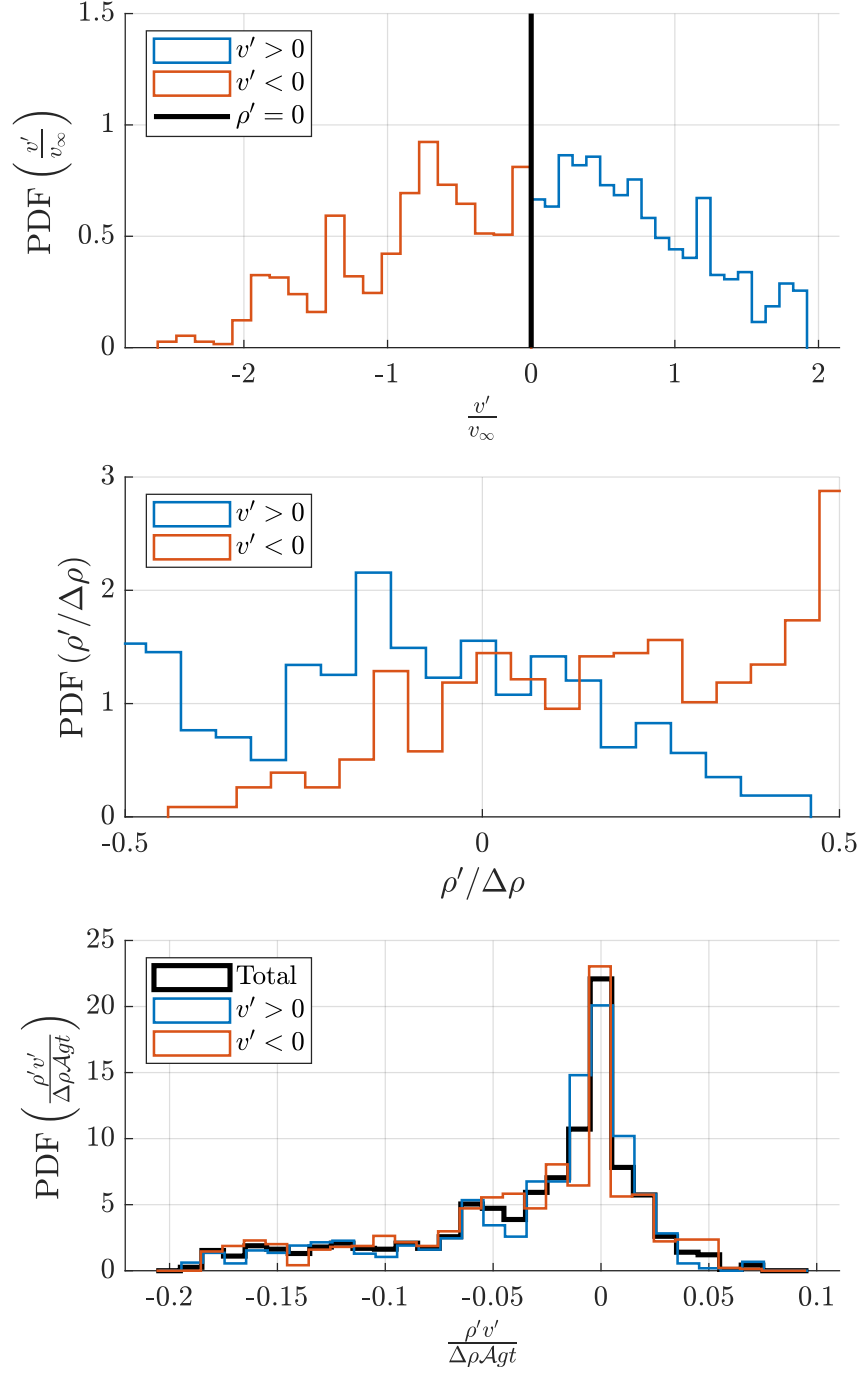 1.5
1
0.5
0
PDF (v′/v∞)
v′ > 0
v′ < 0
ρ′ = 0
-2 -1 0 1 2
v′/v∞
3
2
1
0
PDF (ρ′/Δρ)
v′ > 0
v′ < 0
-0.5 0 0.5
ρ′/Δρ
25
20
15
10
5
0
PDF (ρ′v′/Δρ𝒜gt)
Total
v′ > 0
v′ < 0
-0.2 -0.15 -0.1 -0.05 0 0.05 0.1
ρ′v′/Δρ𝒜gt